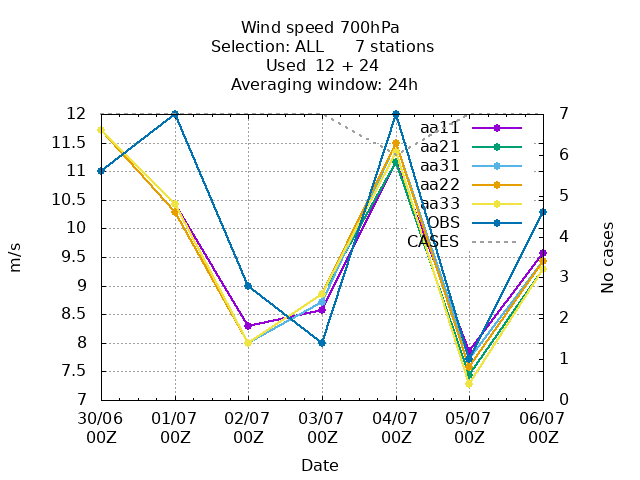 Wind speed 700hPa
Selection: ALL 7 stations
Used 12 + 24
Averaging window: 24h
12
11.5
11
10.5
10
9.5
9
8.5
8
7.5
7
m/s
aa11
aa21
aa31
aa22
aa33
OBS
CASES
7
6
5
4
3
2
1
0
No cases
30/06 01/07 02/07 03/07 04/07 05/07 06/07
00Z 00Z 00Z 00Z 00Z 00Z 00Z
Date